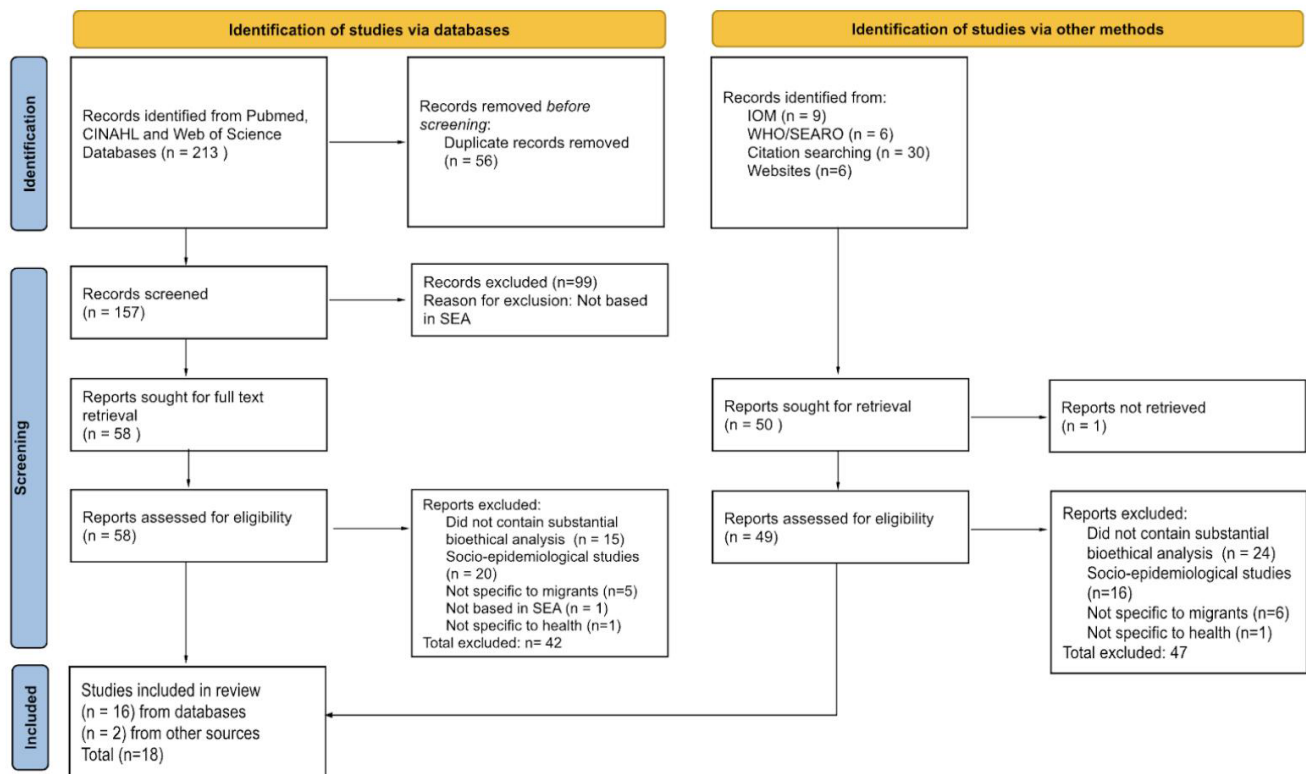 Identification of studies via databases
Identification of studies via other methods
Identification
Records identified from Pubmed,
CINAHL and Web of Science
Databases (n = 213 )
Records removed before
screening:
Duplicate records removed
(n = 56)
Records identified from:
IOM (n = 9)
WHO/SEARO (n = 6)
Citation searching (n = 30)
Websites (n=6)
Screening
Records screened
(n = 157)
Records excluded (n=99)
Reason for exclusion: Not based
in SEA
Reports sought for full text
retrieval
(n = 58 )
Reports sought for retrieval
(n = 50 )
Reports not retrieved
(n = 1)
Reports assessed for eligibility
(n = 58)
Reports excluded:
Did not contain substantial
bioethical analysis (n = 15)
Socio-epidemiological studies
(n = 20)
Not specific to migrants (n=5)
Not based in SEA (n = 1)
Not specific to health (n=1)
Total excluded: n= 42
Reports assessed for eligibility
(n = 49)
Reports excluded:
Did not contain substantial
bioethical analysis (n = 24)
Socio-epidemiological studies
(n=16)
Not specific to migrants (n=6)
Not specific to health (n=1)
Total excluded: 47
Included
Studies included in review
(n = 16) from databases
(n = 2) from other sources
Total (n=18)